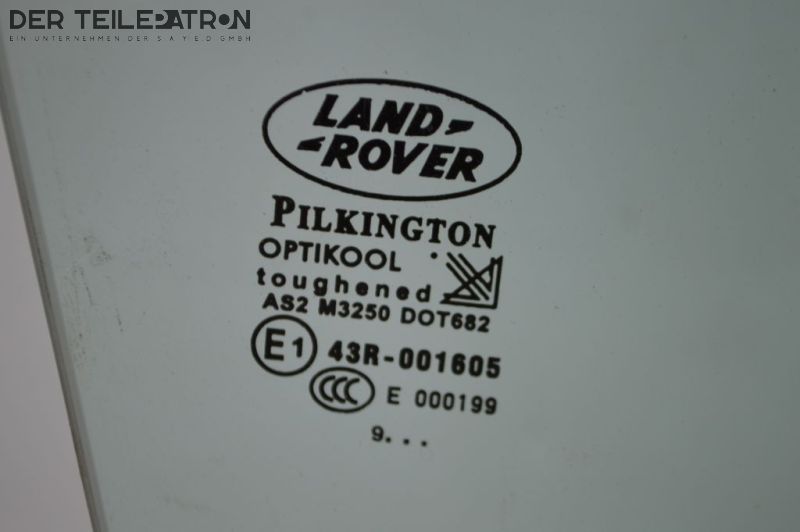 DER TEILEPATRON
EIN UNTERNEHMEN DER S A Y E D GMBH
LAND
ROVER
PILKINGTON
OPTIKOOL
toughened
AS2 M3250 DOT682
E1 43R-001605
CCC E 000199
9...